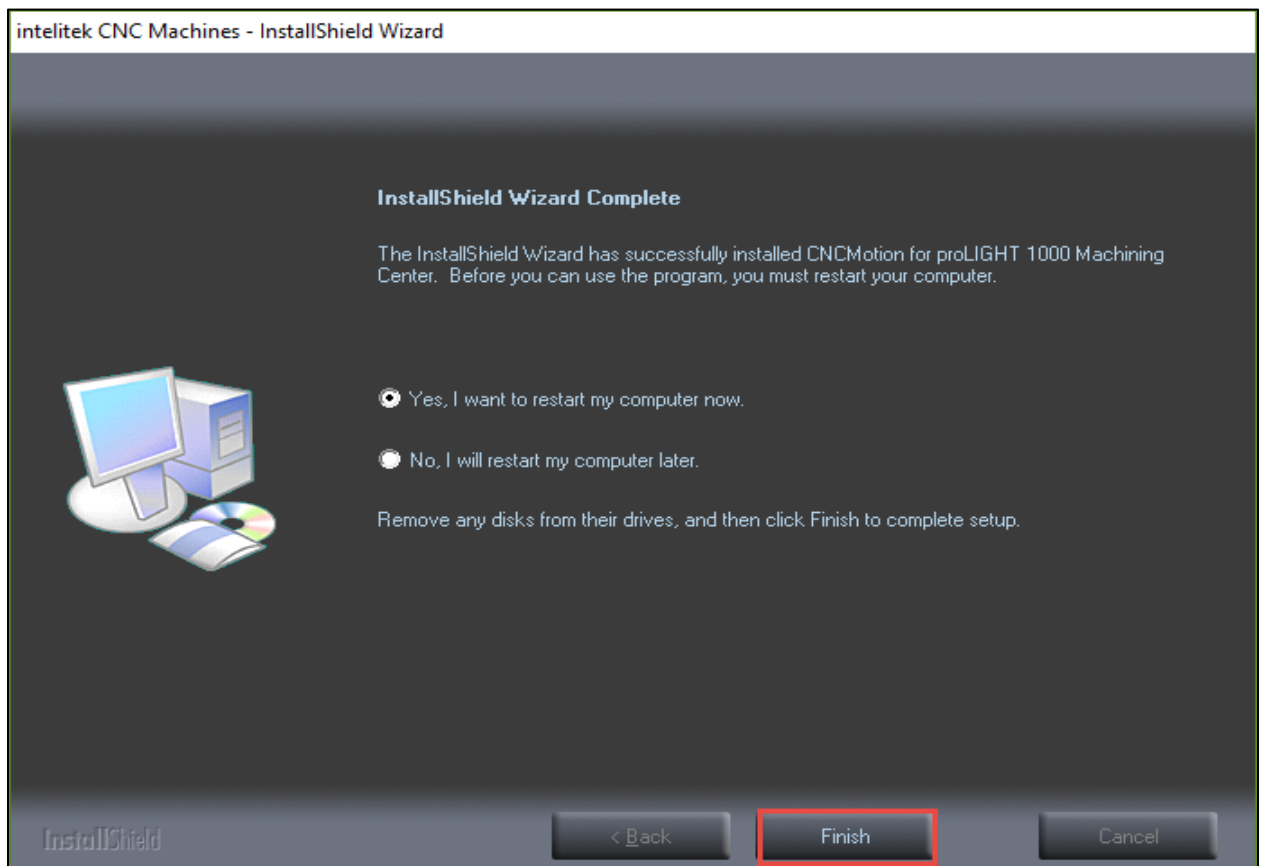 intelitek CNC Machines - InstallShield Wizard
InstallShield Wizard Complete
The InstallShield Wizard has successfully installed CNCMotion for proLIGHT 1000 Machining
Center.  Before you can use the program, you must restart your computer.
Yes, I want to restart my computer now.
No, I will restart my computer later.
Remove any disks from their drives, and then click Finish to complete setup.
InstallShield
< Back
Finish
Cancel